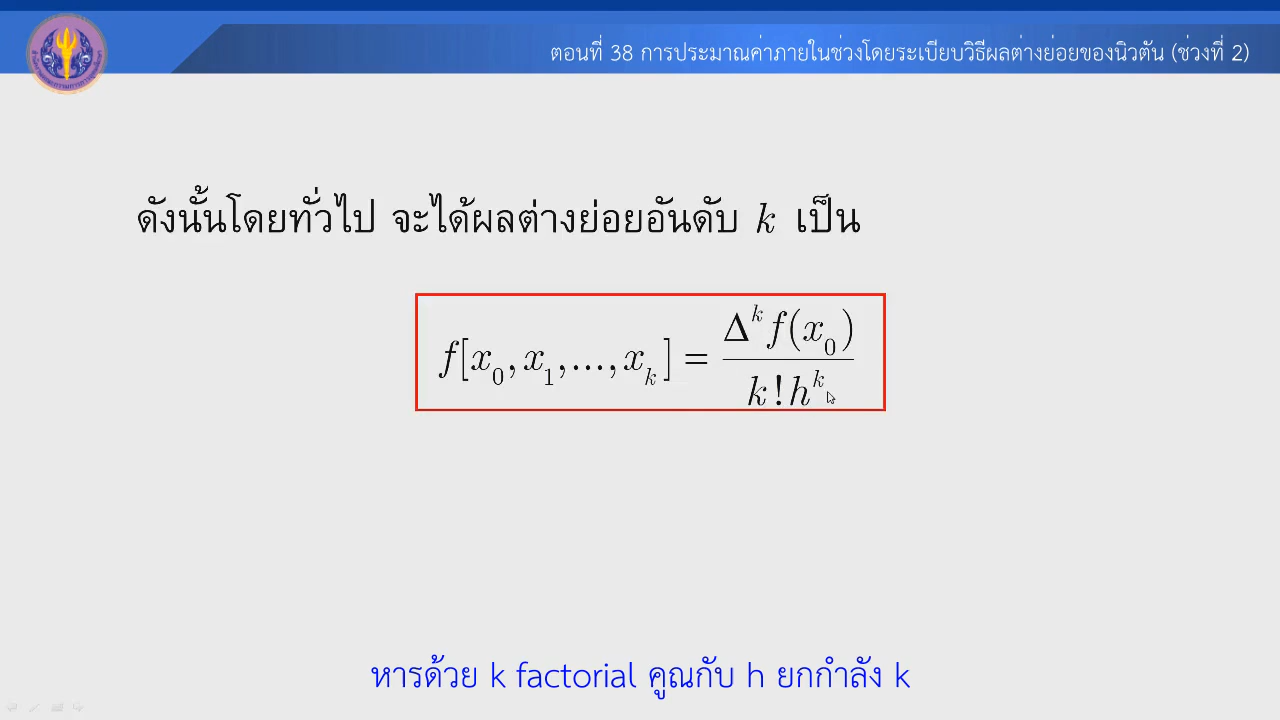 ตอนที่ 38 การประมาณค่าภายในช่วงโดยระเบียบวิธีผลต่างย่อยของนิวตัน (ช่วงที่ 2)
ดังนั้นโดยทั่วไป จะได้ผลต่างย่อยอันดับ k เป็น
f[x₀,x₁,...,xₖ] = Δᵏf(x₀) / k!hᵏ
หารด้วย k factorial คูณกับ h ยกกำลัง k